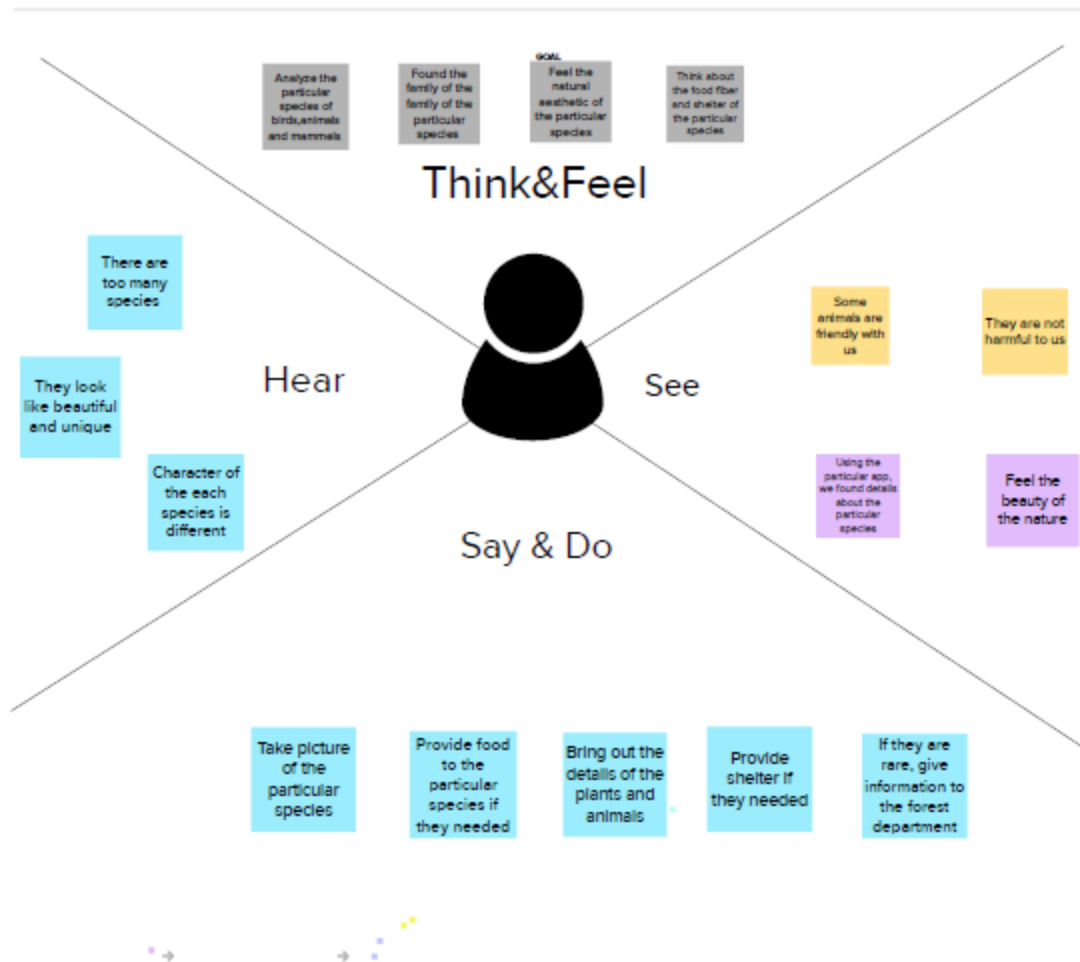 GOAL
Analyze the
particular
species of
birds,animals
and mammels
Found the
family of the
family of the
particular
species
Feel the
natural
aesthetic of
the particular
species
Think about
the food fiber
and shelter of
the particular
species
Think&Feel
There are
too many
species
They look
like beautiful
and unique
Character of
the each
species is
different
Hear
See
Some
animals are
friendly with
us
They are not
harmful to us
Using the
particular app,
we found details
about the
particular
species
Feel the
beauty of
the nature
Say & Do
Take picture
of the
particular
species
Provide food
to the
particular
species if
they needed
Bring out the
details of the
plants and
animals
Provide
shelter if
they needed
If they are
rare, give
information to
the forest
department